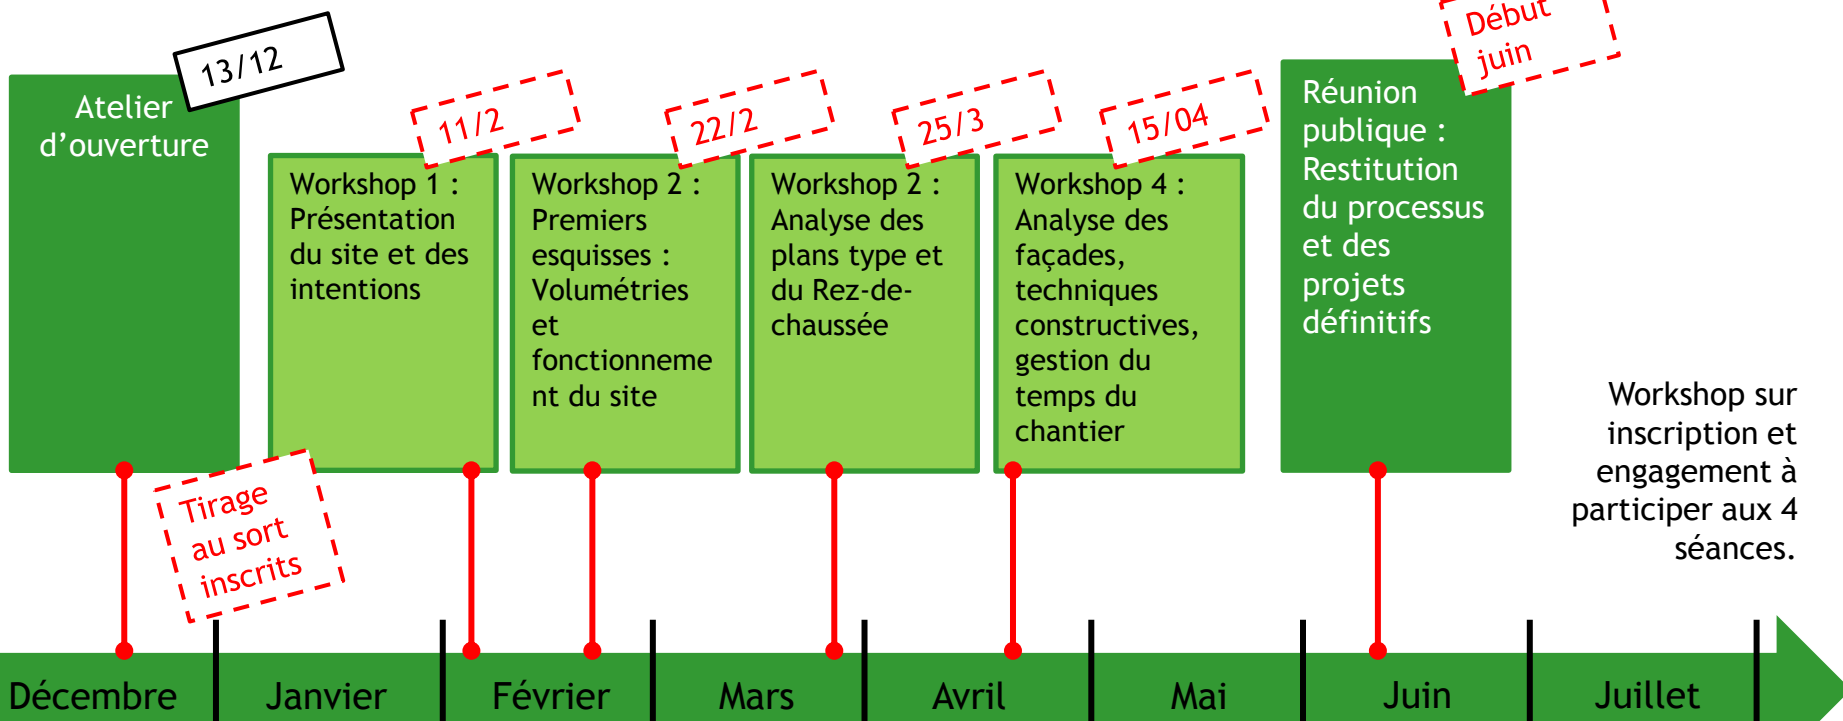 13/12
Atelier
d’ouverture
Tirage
au sort
inscrits
11/2
Workshop 1 :
Présentation
du site et des
intentions
22/2
Workshop 2 :
Premiers
esquisses :
Volumétries
et
fonctionneme
nt du site
25/3
Workshop 2 :
Analyse des
plans type et
du Rez-de-
chaussée
15/04
Workshop 4 :
Analyse des
façades,
techniques
constructives,
gestion du
temps du
chantier
Début
juin
Réunion
publique :
Restitution
du processus
et des
projets
définitifs
Workshop sur
inscription et
engagement à
participer aux 4
séances.
Décembre
Janvier
Février
Mars
Avril
Mai
Juin
Juillet